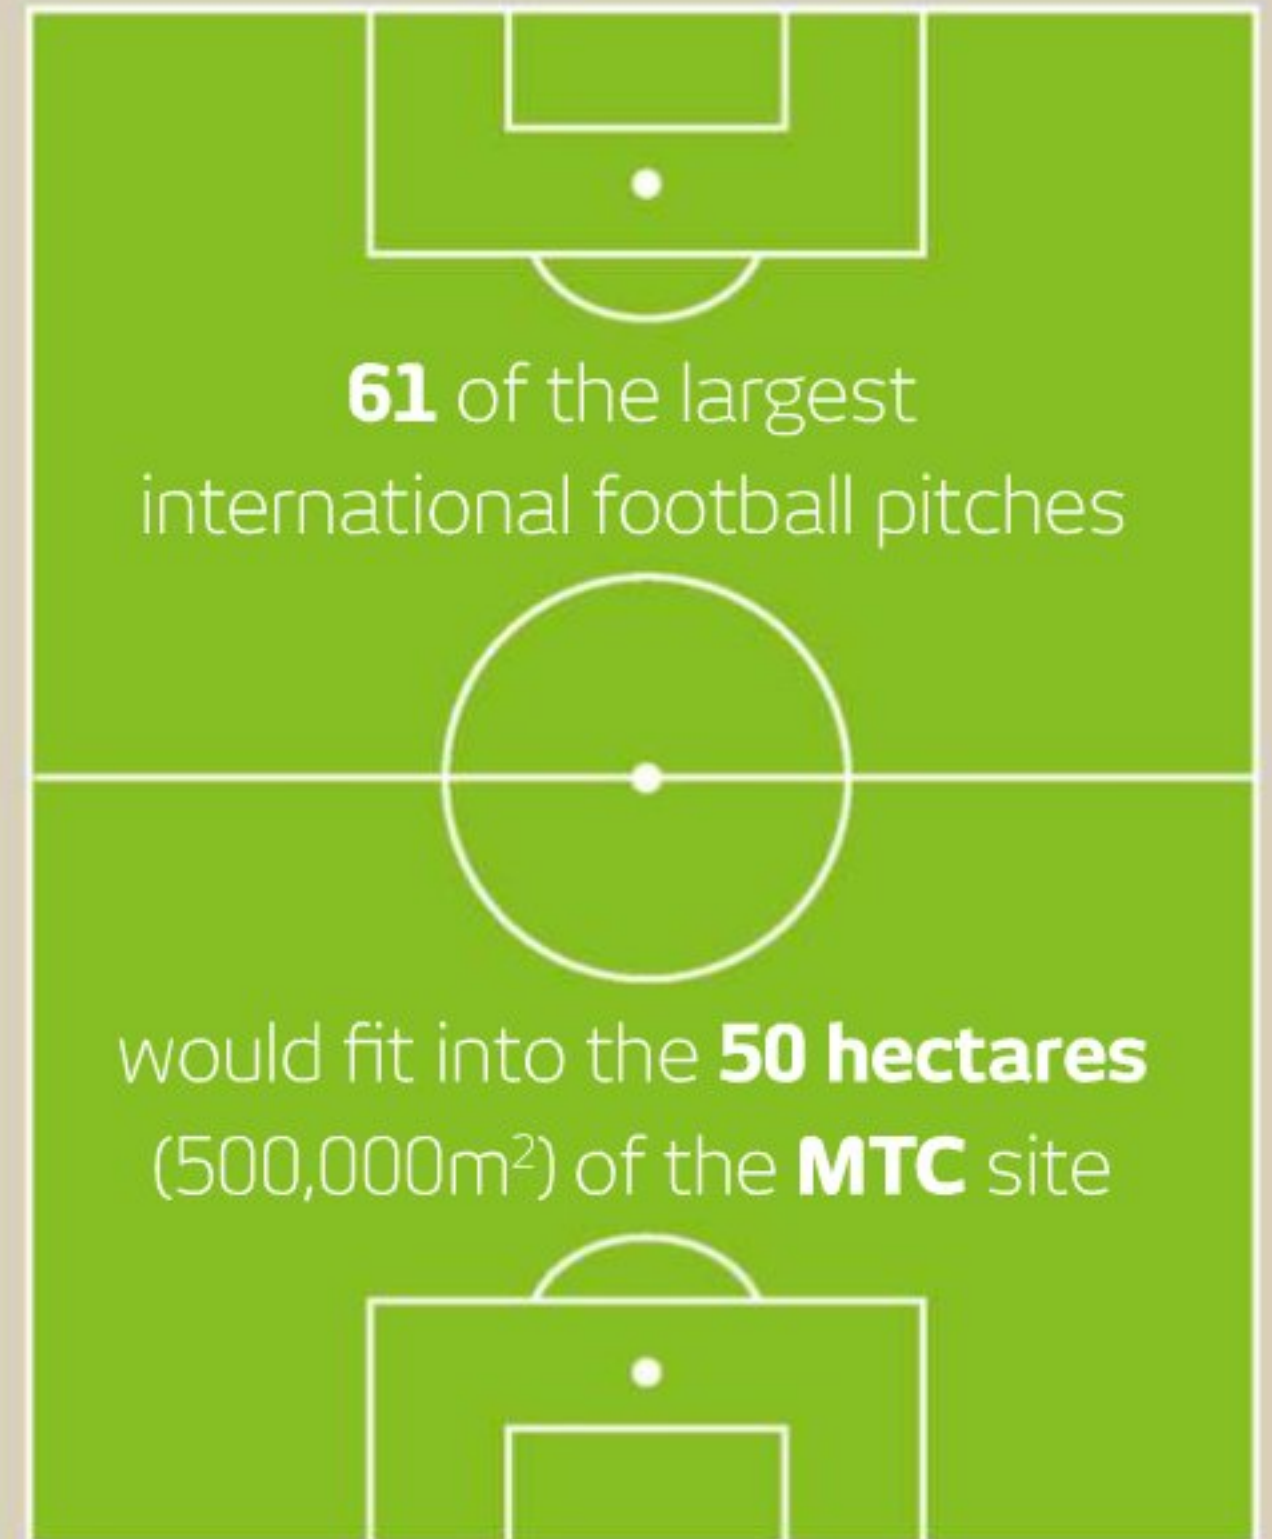 61 of the largest
international football pitches
would fit into the 50 hectares
(500,000m²) of the MTC site